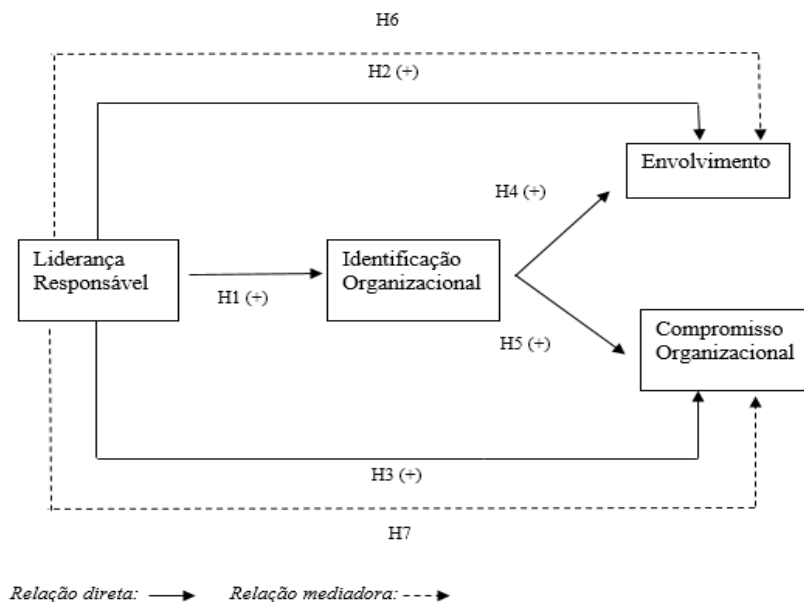 H6
H2 (+)
Envolvimento
H4 (+)
Liderança
Responsável
H1 (+)
Identificação
Organizacional
H5 (+)
Compromisso
Organizacional
H3 (+)
H7
Relação direta: Relação mediadora: